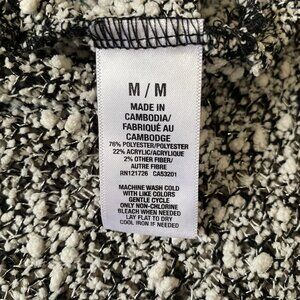 M / M
MADE IN
CAMBODIA/
FABRIQUÉ AU
CAMBODGE
76% POLYESTER/POLYESTER
22% ACRYLIC/ACRYLIQUE
2% OTHER FIBER/
AUTRE FIBRE
RN121726 CA53201
MACHINE WASH COLD
WITH LIKE COLORS
GENTLE CYCLE
ONLY NON-CHLORINE
BLEACH WHEN NEEDED
LAY FLAT TO DRY
COOL IRON IF NEEDED